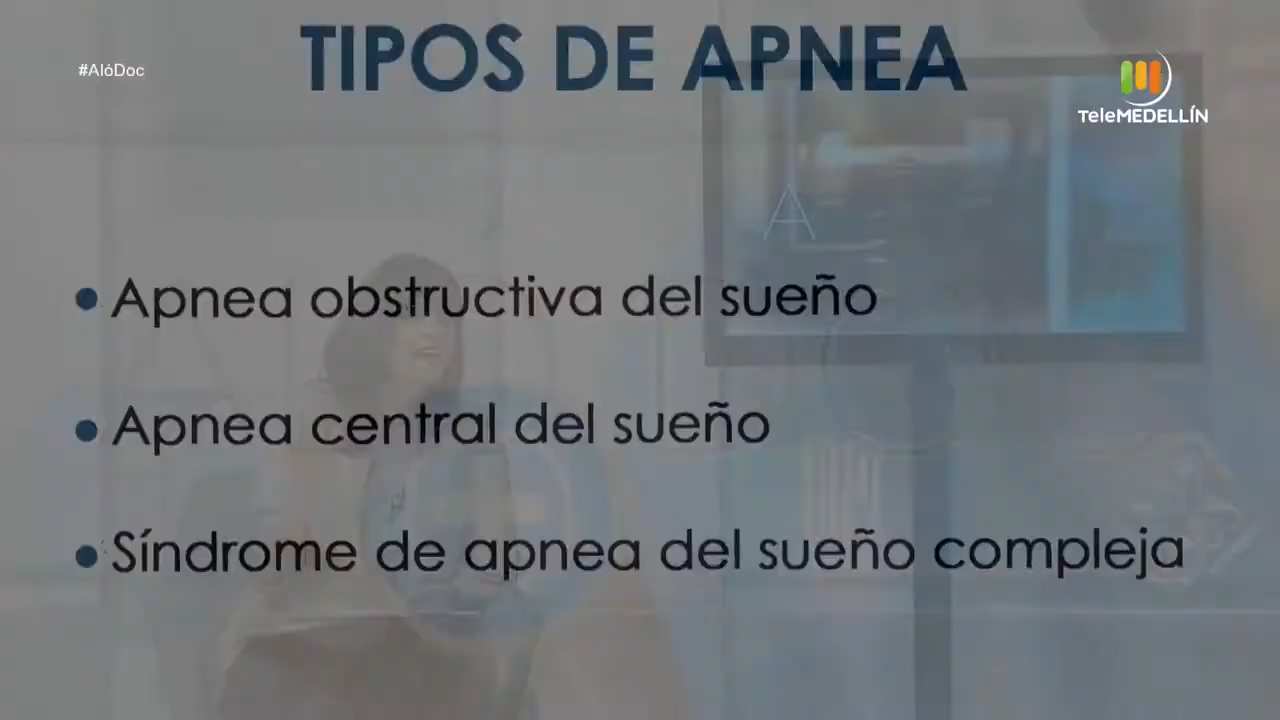 TIPOS DE APNEA
#AlóDoc
TeleMEDELLÍN
A
• Apnea obstructiva del sueño
• Apnea central del sueño
• Síndrome de apnea del sueño compleja